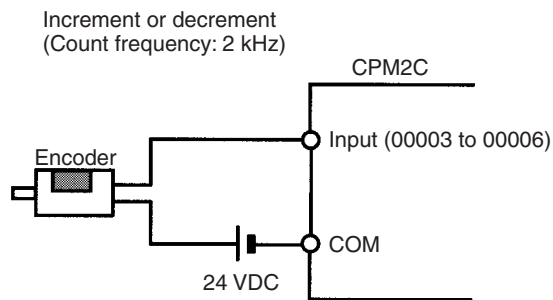 Increment or decrement
(Count frequency: 2 kHz)
CPM2C
Input (00003 to 00006)
Encoder
COM
24 VDC